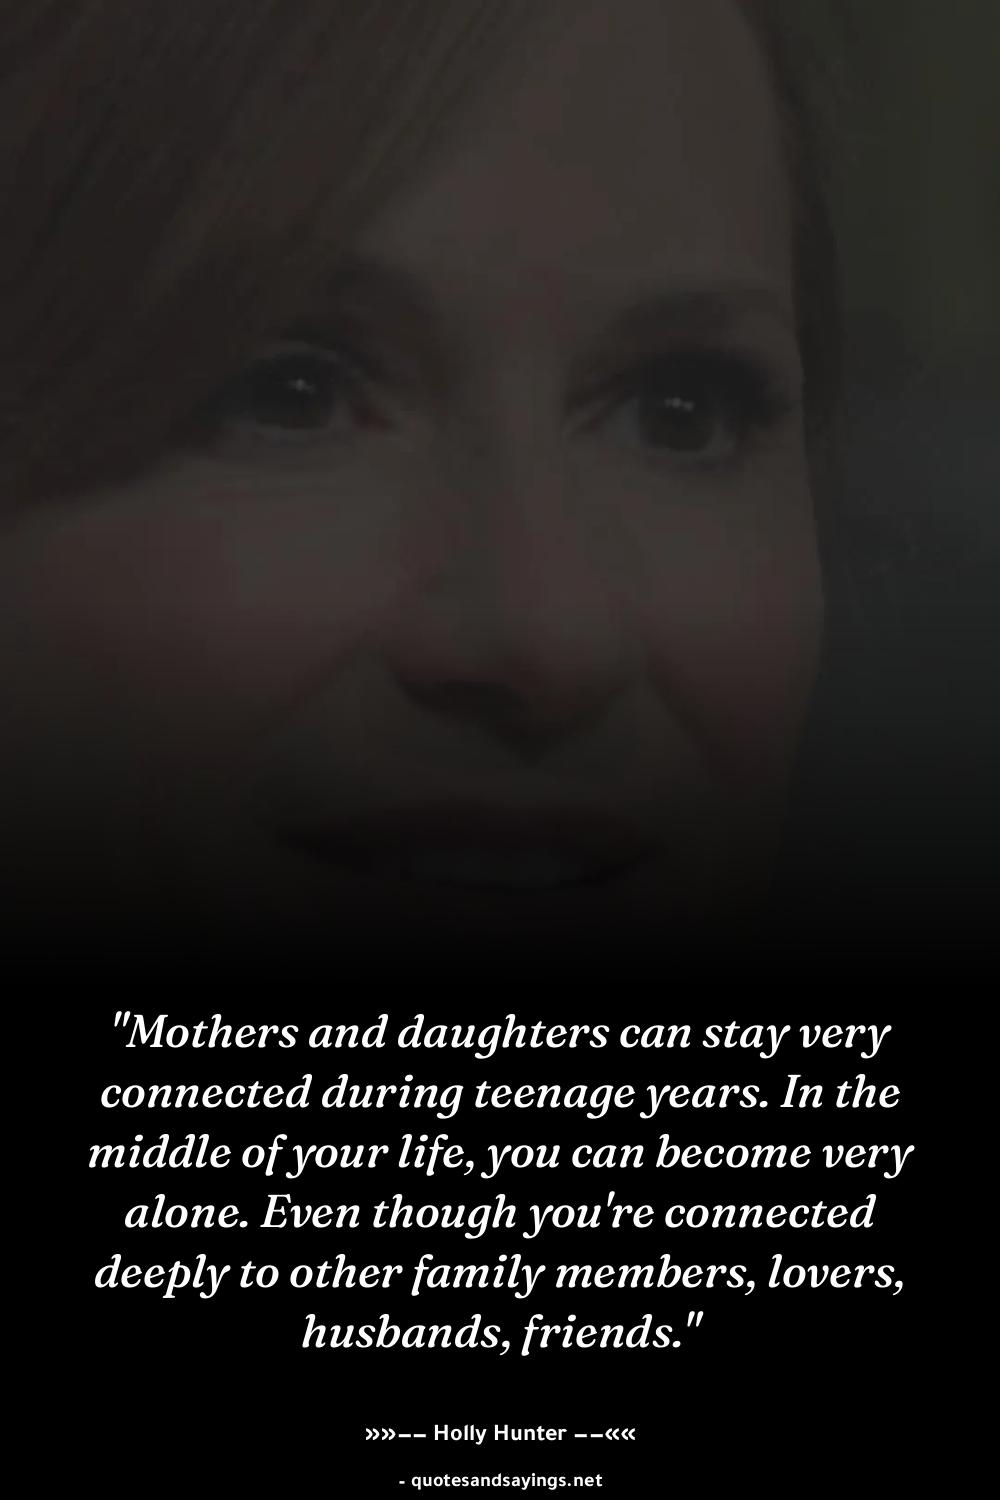 "Mothers and daughters can stay very
connected during teenage years. In the
middle of your life, you can become very
alone. Even though you're connected
deeply to other family members, lovers,
husbands, friends."
»»–– Holly Hunter ––««
- quotesandsayings.net